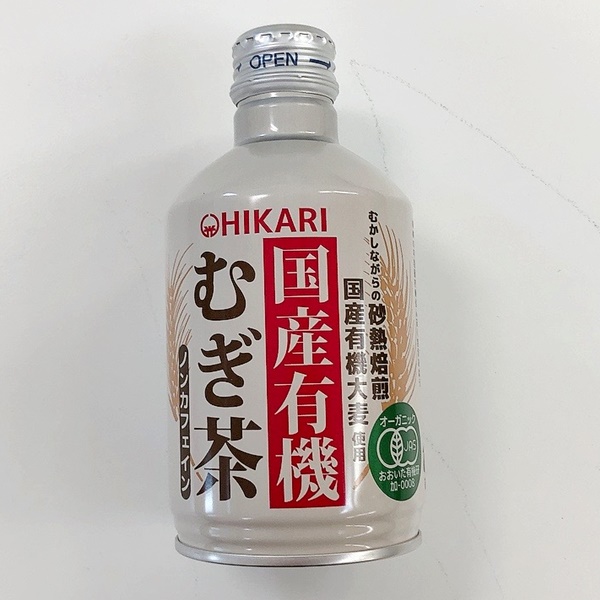 OPEN
HIKARI
国産有機
むぎ茶
ノンカフェイン
むかしながらの砂熱焙煎
国産有機大麦使用
オーガニック
JAS
おおいた有機研
加-0008